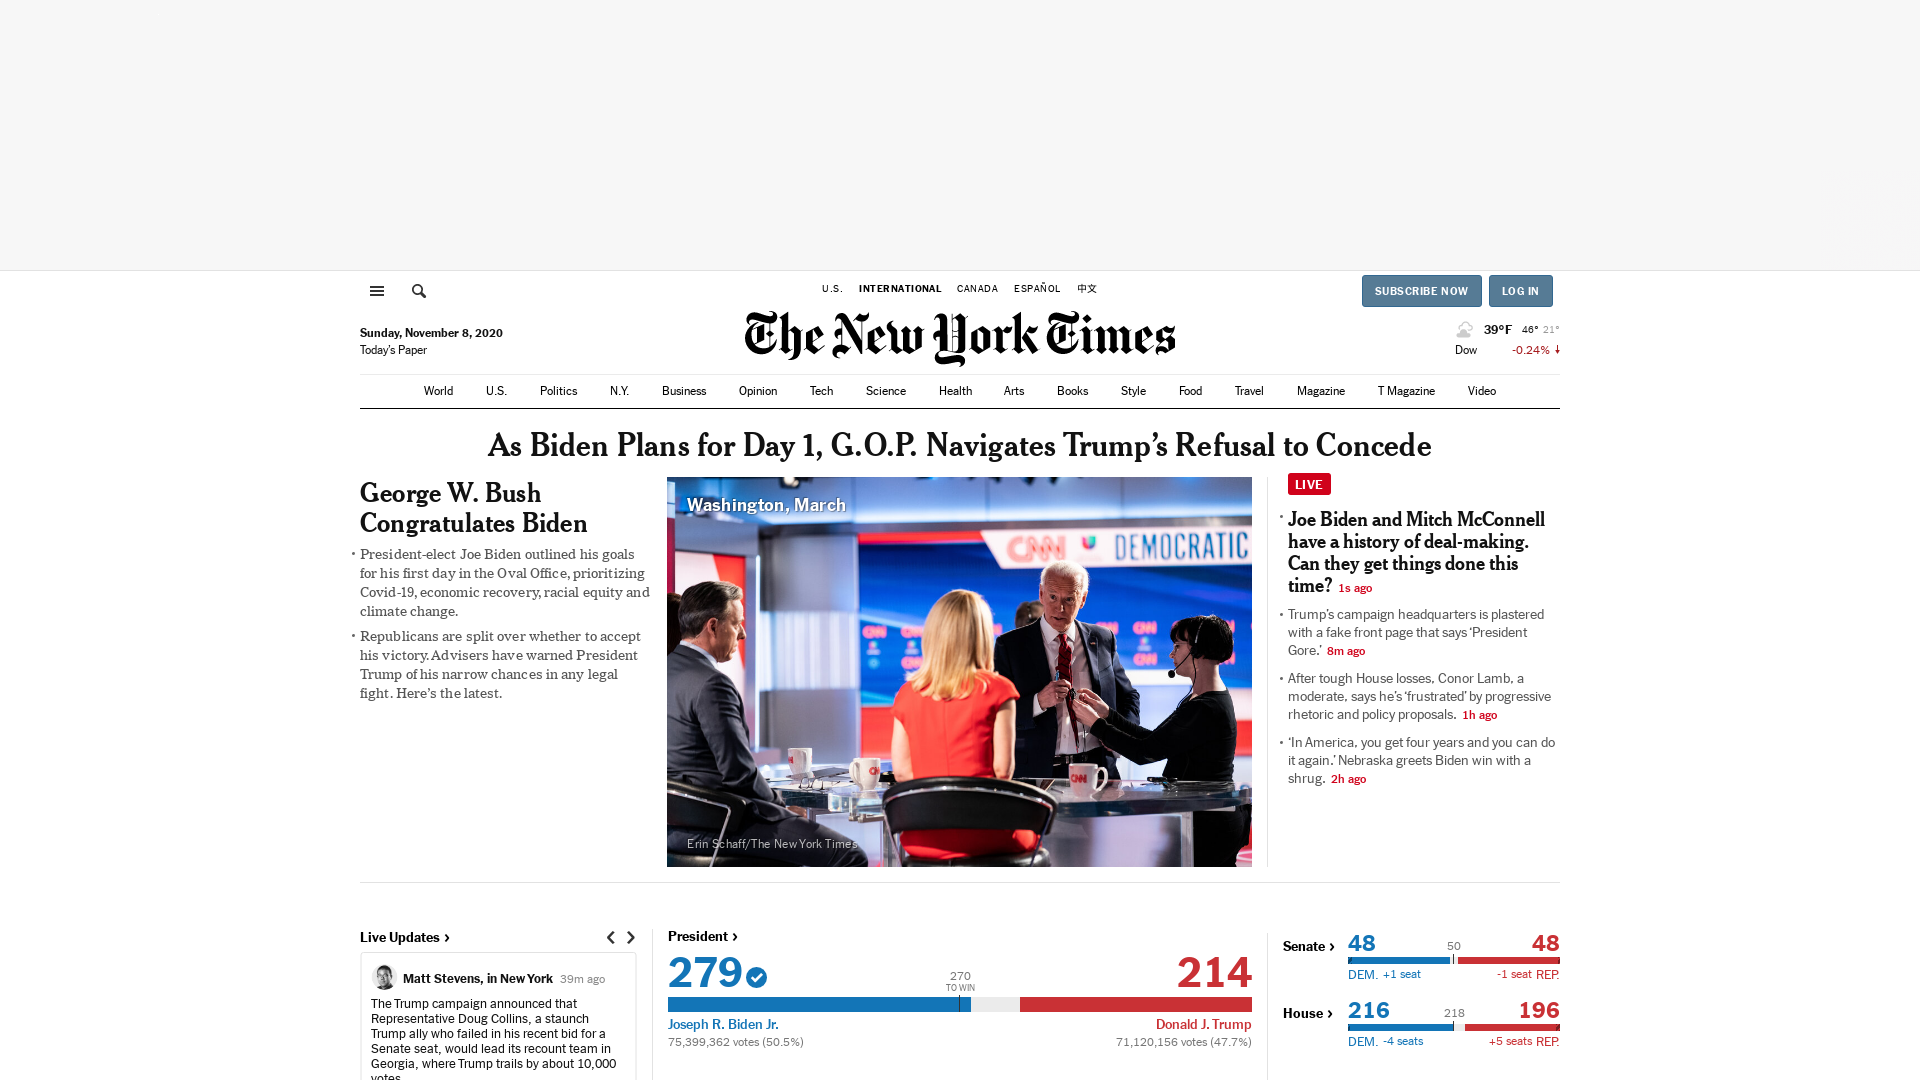 U.S.
INTERNATIONAL
CANADA
ESPAÑOL
中文
SUBSCRIBE NOW
LOG IN
Sunday, November 8, 2020
Today's Paper
The New York Times
39°F 46° 21°
Dow -0.24% ↓
World
U.S.
Politics
N.Y.
Business
Opinion
Tech
Science
Health
Arts
Books
Style
Food
Travel
Magazine
T Magazine
Video
As Biden Plans for Day 1, G.O.P. Navigates Trump’s Refusal to Concede
George W. Bush
Congratulates Biden
President-elect Joe Biden outlined his goals
for his first day in the Oval Office, prioritizing
Covid-19, economic recovery, racial equity and
climate change.
Republicans are split over whether to accept
his victory. Advisers have warned President
Trump of his narrow chances in any legal
fight. Here’s the latest.
Washington, March
CNN
DEMOCRATIC
CNN
CNN
CNN
CNN
CNN
CNN
CNN
CNN
Erin Schaff/The New York Times
LIVE
Joe Biden and Mitch McConnell
have a history of deal-making.
Can they get things done this
time? 1s ago
Trump’s campaign headquarters is plastered
with a fake front page that says ‘President
Gore.’ 8m ago
After tough House losses, Conor Lamb, a
moderate, says he’s ‘frustrated’ by progressive
rhetoric and policy proposals. 1h ago
‘In America, you get four years and you can do
it again.’ Nebraska greets Biden win with a
shrug. 2h ago
Live Updates ›
Matt Stevens, in New York 39m ago
The Trump campaign announced that
Representative Doug Collins, a staunch
Trump ally who failed in his recent bid for a
Senate seat, would lead its recount team in
Georgia, where Trump trails by about 10,000
votes.
President ›
279
270
TO WIN
214
Joseph R. Biden Jr.
Donald J. Trump
75,399,362 votes (50.5%)
71,120,156 votes (47.7%)
Senate ›
48
50
48
DEM. +1 seat
-1 seat REP.
House ›
216
218
196
DEM. -4 seats
+5 seats REP.